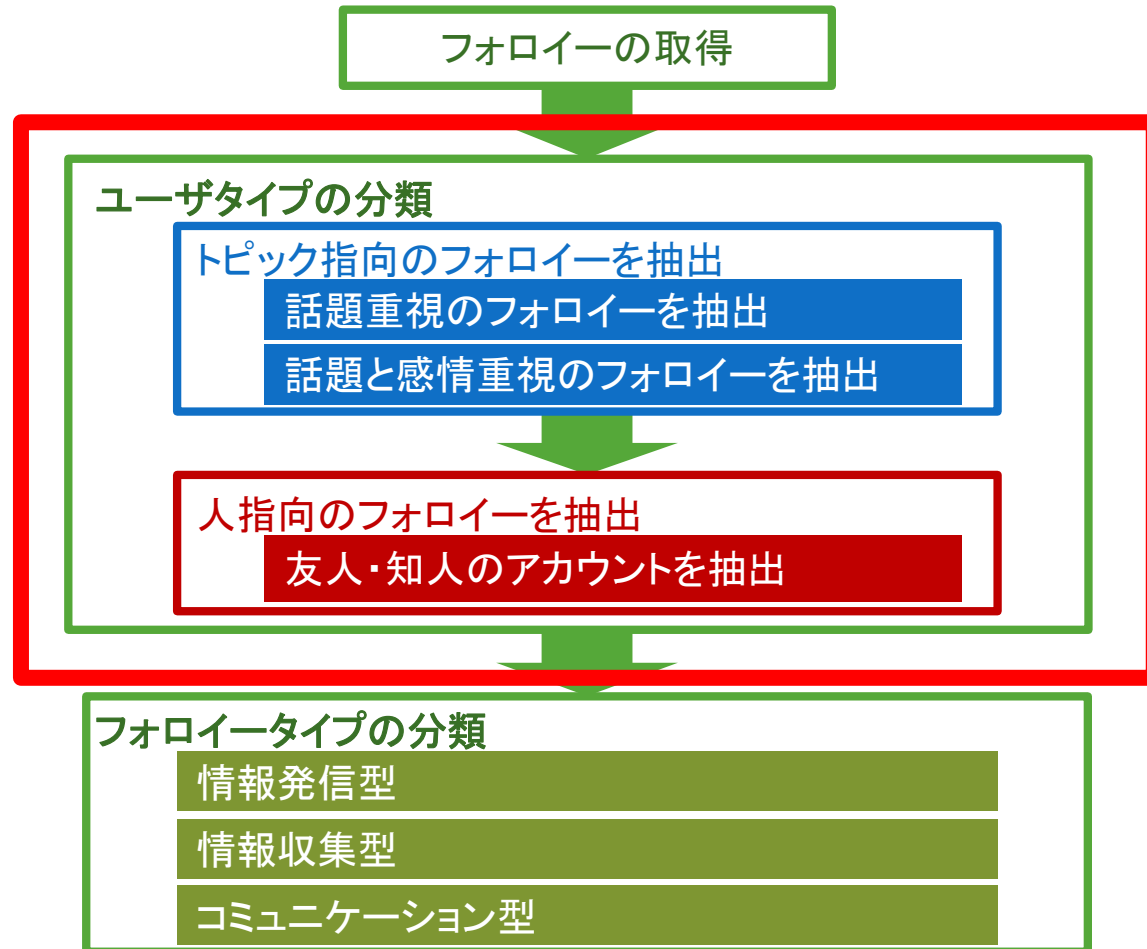 フォロイーの取得
ユーザタイプの分類
トピック指向のフォロイーを抽出
話題重視のフォロイーを抽出
話題と感情重視のフォロイーを抽出
人指向のフォロイーを抽出
友人・知人のアカウントを抽出
フォロイータイプの分類
情報発信型
情報収集型
コミュニケーション型